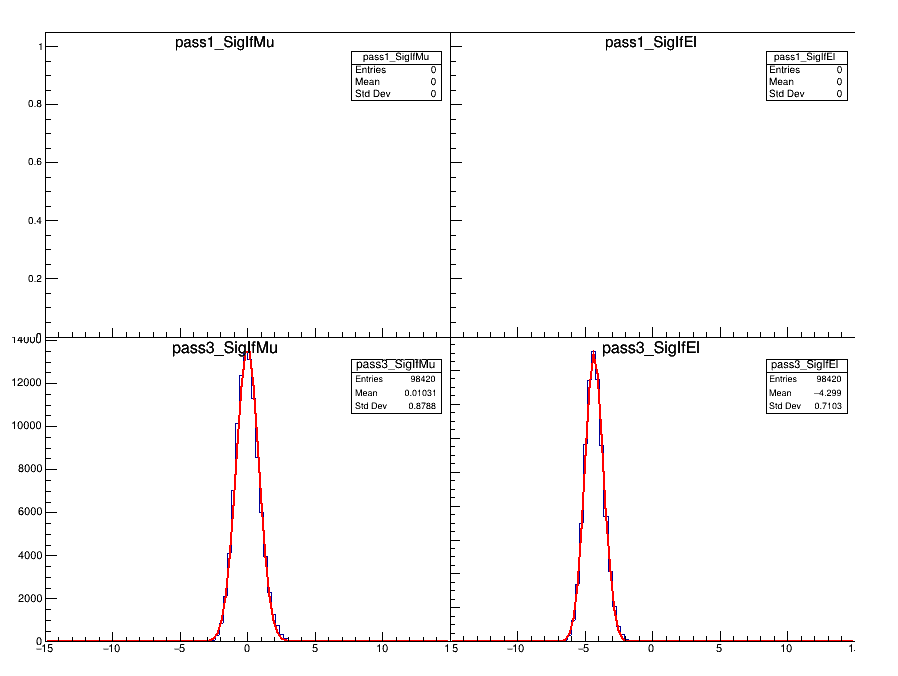 pass1_SigIfMu
pass1_SigIfMu
Entries 0
Mean 0
Std Dev 0
1
0.8
0.6
0.4
0.2
0
pass1_SigIfEl
pass1_SigIfEl
Entries 0
Mean 0
Std Dev 0
pass3_SigIfMu
pass3_SigIfMu
Entries 98420
Mean 0.01031
Std Dev 0.8788
14000
12000
10000
8000
6000
4000
2000
0
−15 −10 −5 0 5 10
pass3_SigIfEl
pass3_SigIfEl
Entries 98420
Mean −4.299
Std Dev 0.7103
15 −10 −5 0 5 10 1